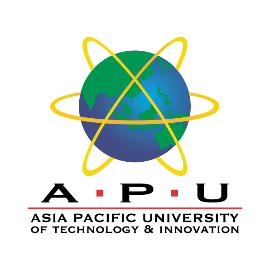 A · P · U
ASIA PACIFIC UNIVERSITY
OF TECHNOLOGY & INNOVATION